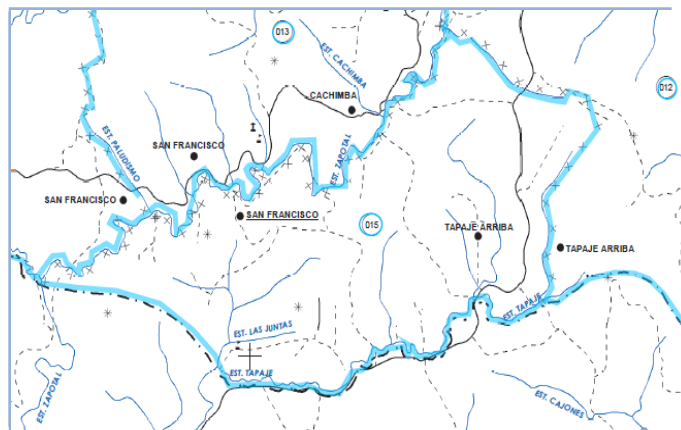 013
EST. CACHIMBA
012
CACHIMBA
SAN FRANCISCO
EST. PALUDISMO
EST. ZAPOTAL
SAN FRANCISCO
SAN FRANCISCO
015
TAPAJE ARRIBA
TAPAJE ARRIBA
EST. TAPAJE
EST. LAS JUNTAS
EST. TAPAJE
EST. ZAPOTAL
EST. CAJONES